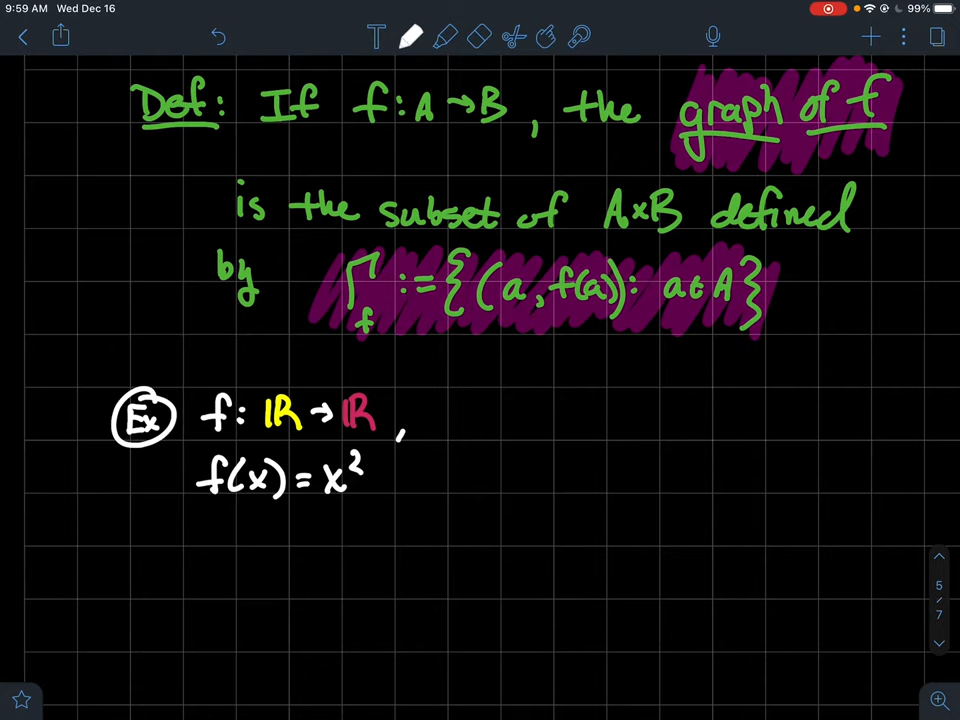 9:59 AM Wed Dec 16 99%
Def: If f: A → B, the graph of f
is the subset of A×B defined
by Γ_f := {(a, f(a)) : a ∈ A}
Ex f: ℝ → ℝ,
f(x) = x²
5
/
7